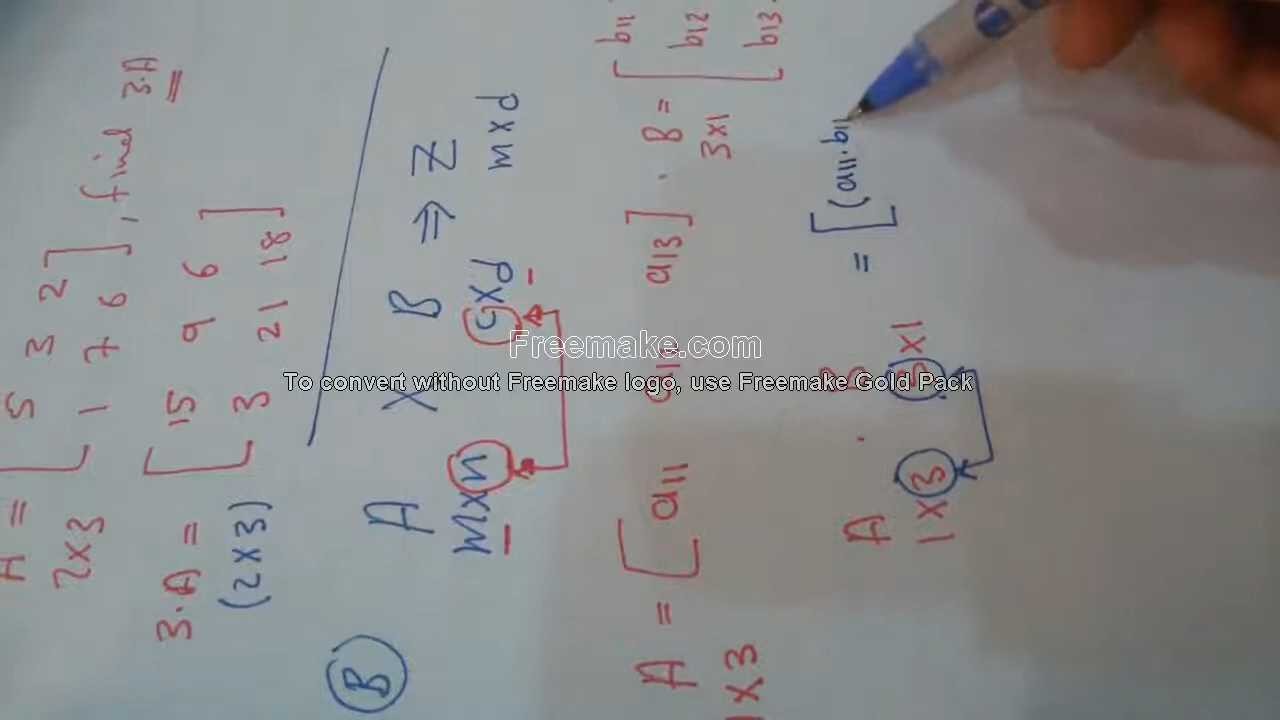 A = [ 5 3 2
1 7 6 ] , find 3·A
2x3
3·A = [ 15 9 6
3 21 18 ]
(2x3)
B
A X B ⇒ Z
mxn cxd mxd
A = [ a11 a12 a13 ] · B = [ b11
b12
b13
1x3 3x1
A · B = [ (a11·b11
1x3 3x1
Freemake.com
To convert without Freemake logo, use Freemake Gold Pack